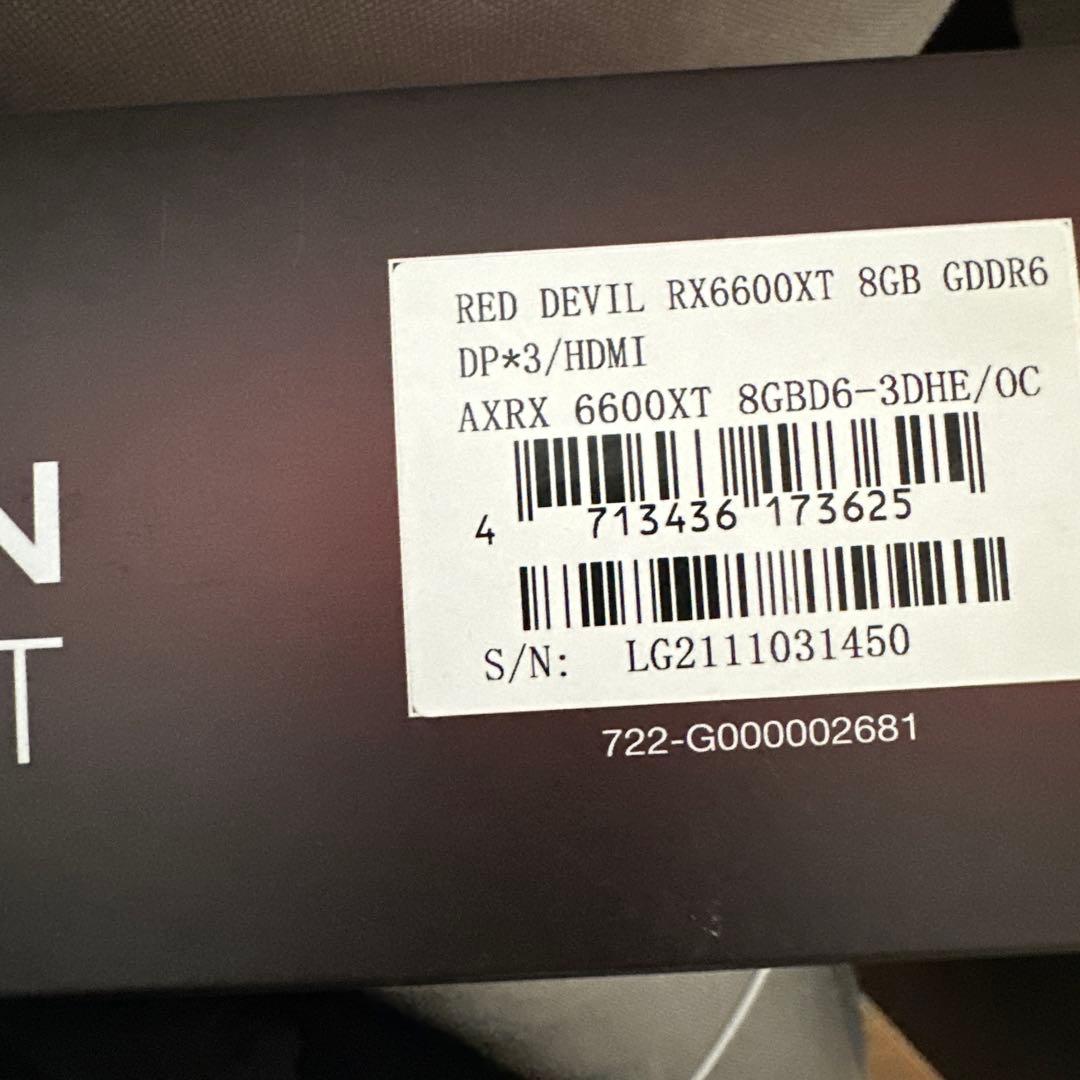 RED DEVIL RX6600XT 8GB GDDR6
DP*3/HDMI
AXRX 6600XT 8GBD6-3DHE/OC
4 713436 173625
S/N: LG2111031450
722-G000002681
N
T